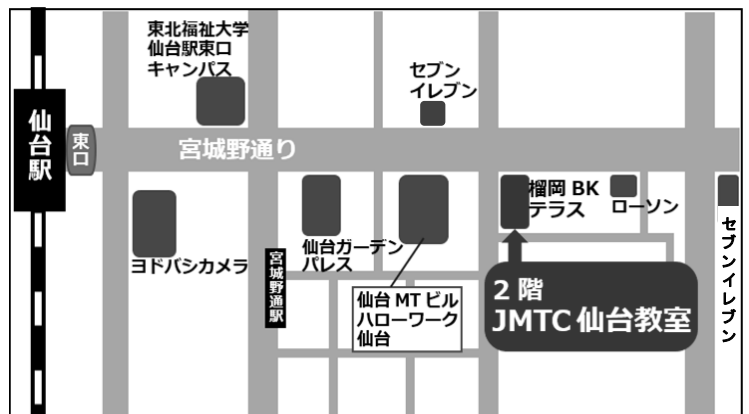 東北福祉大学
仙台駅東口
キャンパス
セブン
イレブン
仙台駅
東口
宮城野通り
榴岡 BK
テラス
ローソン
ヨドバシカメラ
仙台ガーデン
パレス
宮城野通駅
セブンイレブン
仙台 MT ビル
ハローワーク
仙台
2 階
JMTC 仙台教室